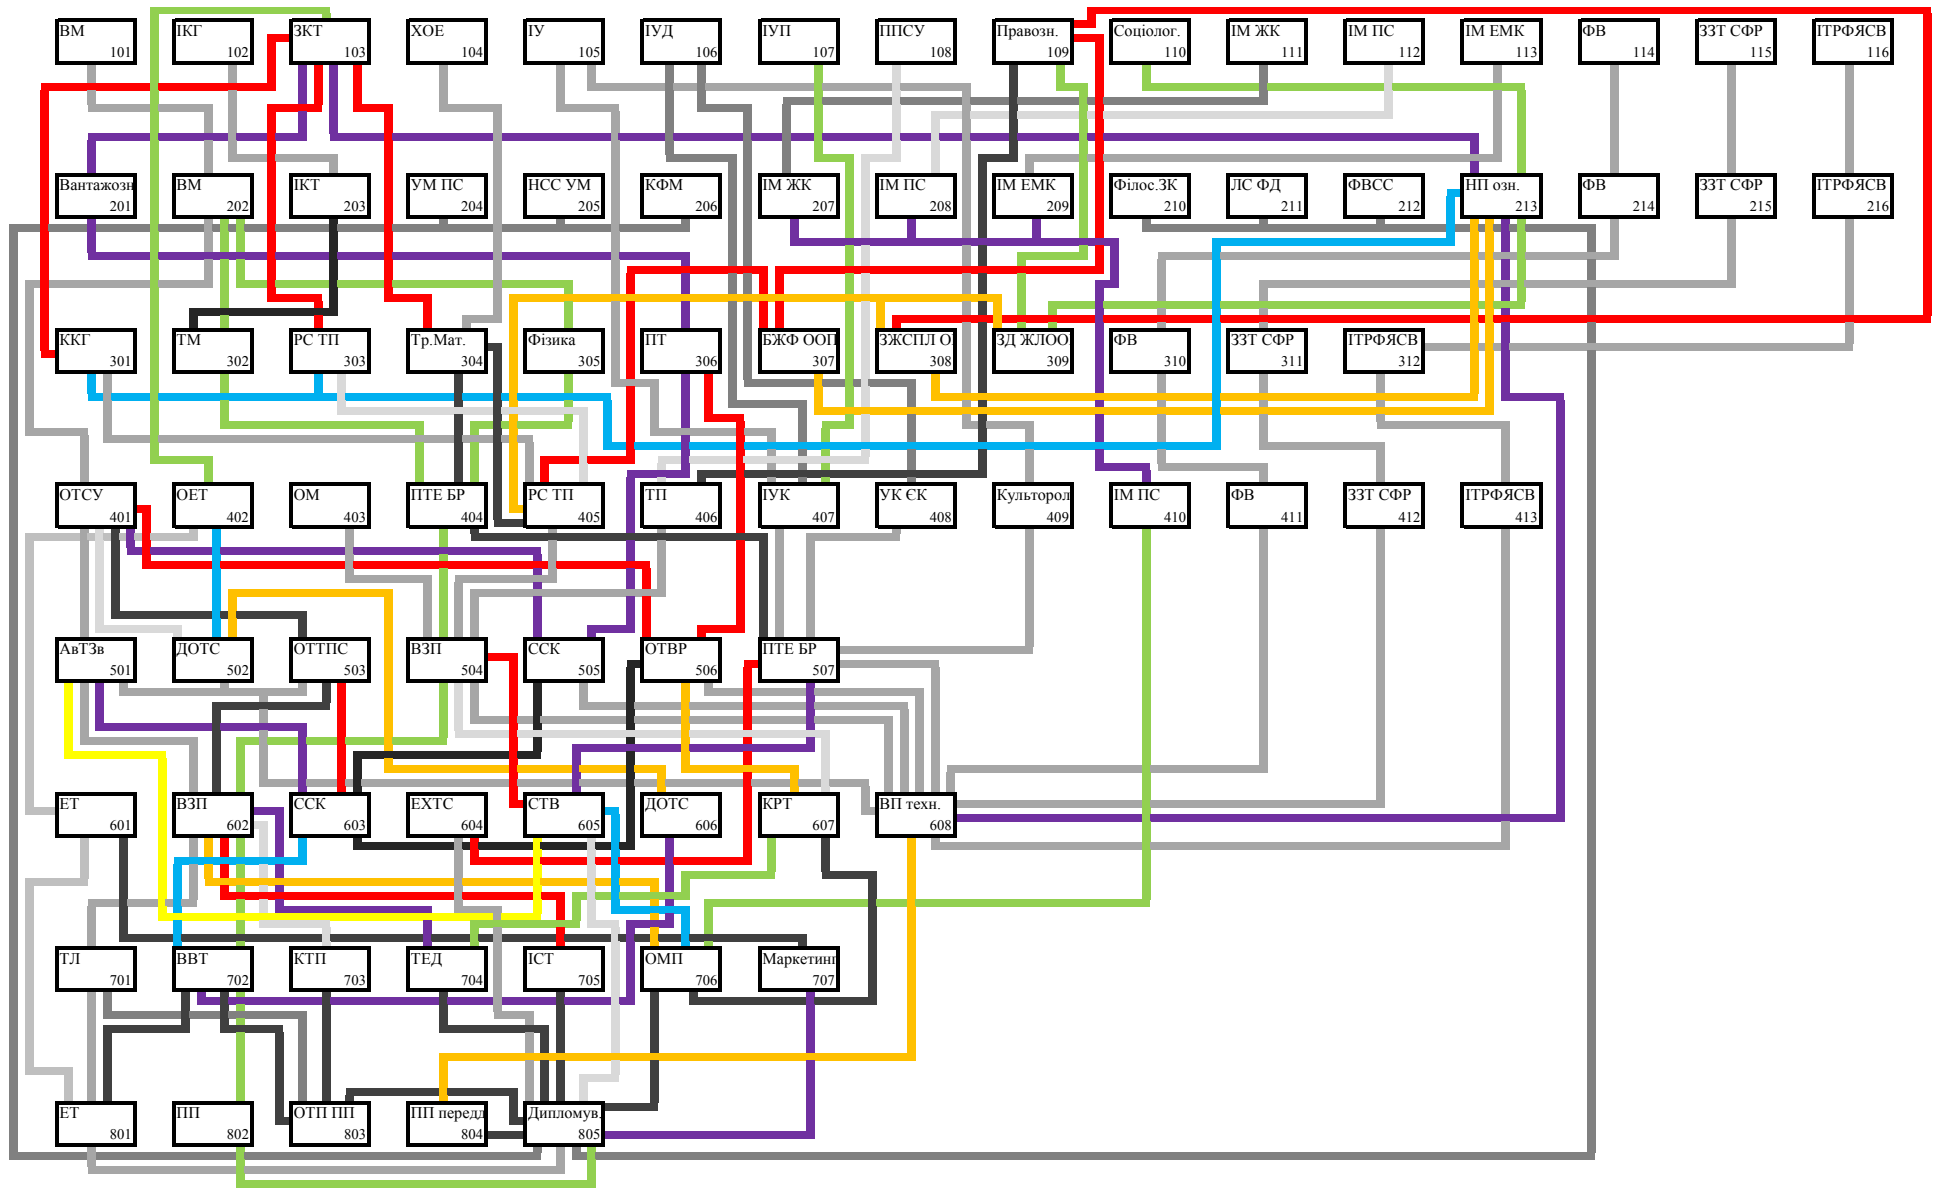 ВМ
101
ІКГ
102
ЗКТ
103
ХОЕ
104
ІУ
105
ІУД
106
ІУП
107
ППСУ
108
Правозн.
109
Соціолог.
110
ІМ ЖК
111
ІМ ПС
112
ІМ ЕМК
113
ФВ
114
ЗЗТ СФР
115
ІТРФЯСВ
116
Вантажозн
201
ВМ
202
ІКТ
203
УМ ПС
204
НСС УМ
205
КФМ
206
ІМ ЖК
207
ІМ ПС
208
ІМ ЕМК
209
Філос.ЗК
210
ЛС ФД
211
ФВСС
212
НП озн.
213
ФВ
214
ЗЗТ СФР
215
ІТРФЯСВ
216
ККГ
301
ТМ
302
РС ТП
303
Тр.Мат.
304
Фізика
305
ПТ
306
БЖФ ООП
307
ЗЖСПЛ О
308
ЗД ЖЛОО
309
ФВ
310
ЗЗТ СФР
311
ІТРФЯСВ
312
ОТСУ
401
ОЕТ
402
ОМ
403
ПТЕ БР
404
РС ТП
405
ТП
406
ІУК
407
УК ЄК
408
Культорол
409
ІМ ПС
410
ФВ
411
ЗЗТ СФР
412
ІТРФЯСВ
413
АвТЗв
501
ДОТС
502
ОТТПС
503
ВЗП
504
ССК
505
ОТВР
506
ПТЕ БР
507
ЕТ
601
ВЗП
602
ССК
603
ЕХТС
604
СТВ
605
ДОТС
606
КРТ
607
ВП техн.
608
ТЛ
701
ВВТ
702
КТП
703
ТЕД
704
ІСТ
705
ОМП
706
Маркетинг
707
ЕТ
801
ПП
802
ОТП ПП
803
ПП передд
804
Дипломув.
805